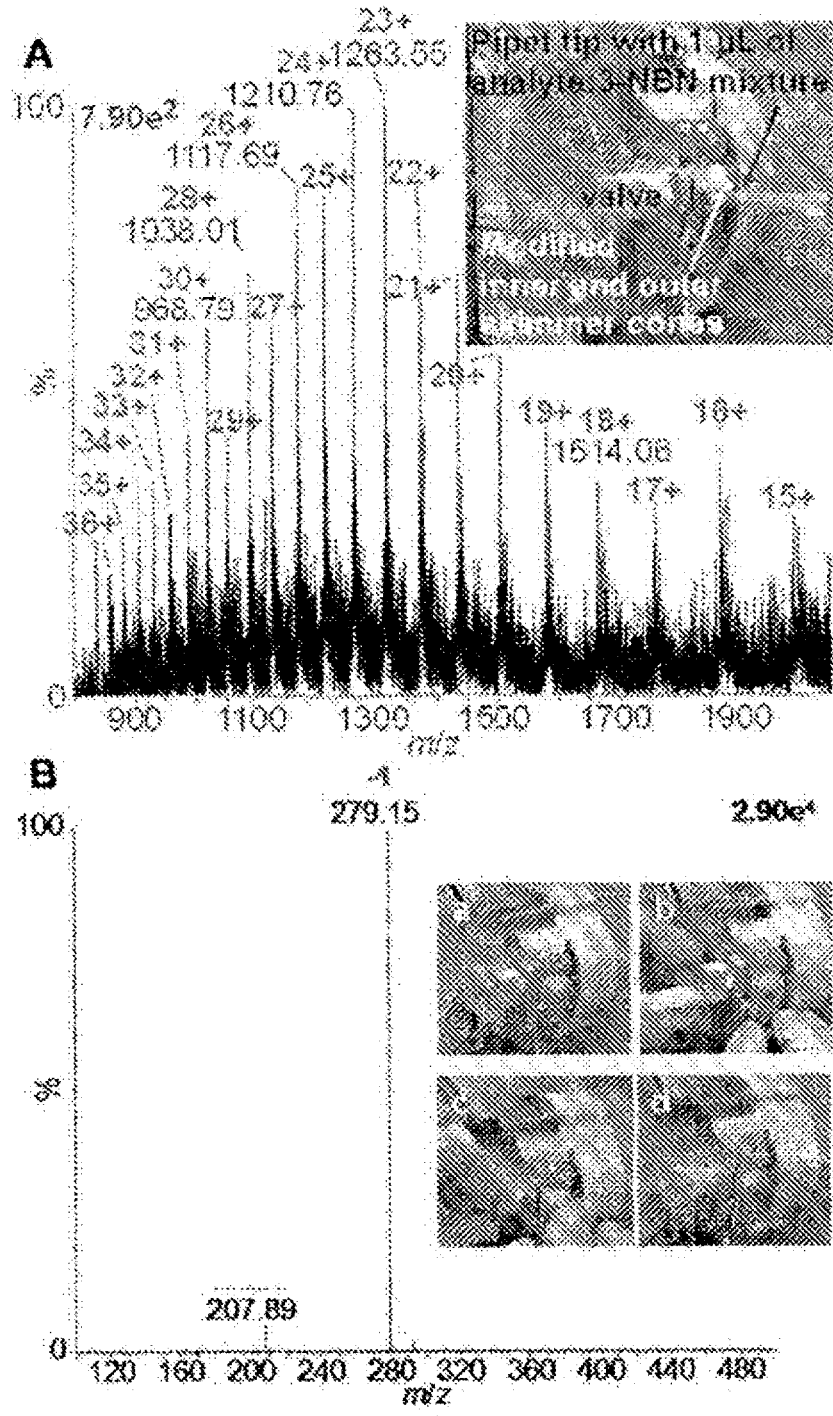 A
23+
24+ 1263.55
1210.76
26+
1117.69
28+
1038.01
30+
968.79
31+
32+
33+
34+
35+
36+
25+
22+
27+
21+
29+
20+
19+
18+
1614.08
17+
16+
15+
100
7.90e²
%
0
900 1100 1300 1500 1700 1900
m/z
Pipet tip with 1 µL of
analyte:3-NBN mixture
valve
Modified
inner and outer
skimmer cones
B
279.15
2.90e⁴
100
%
a
b
c
d
207.89
0
120 160 200 240 280 320 360 400 440 480
m/z